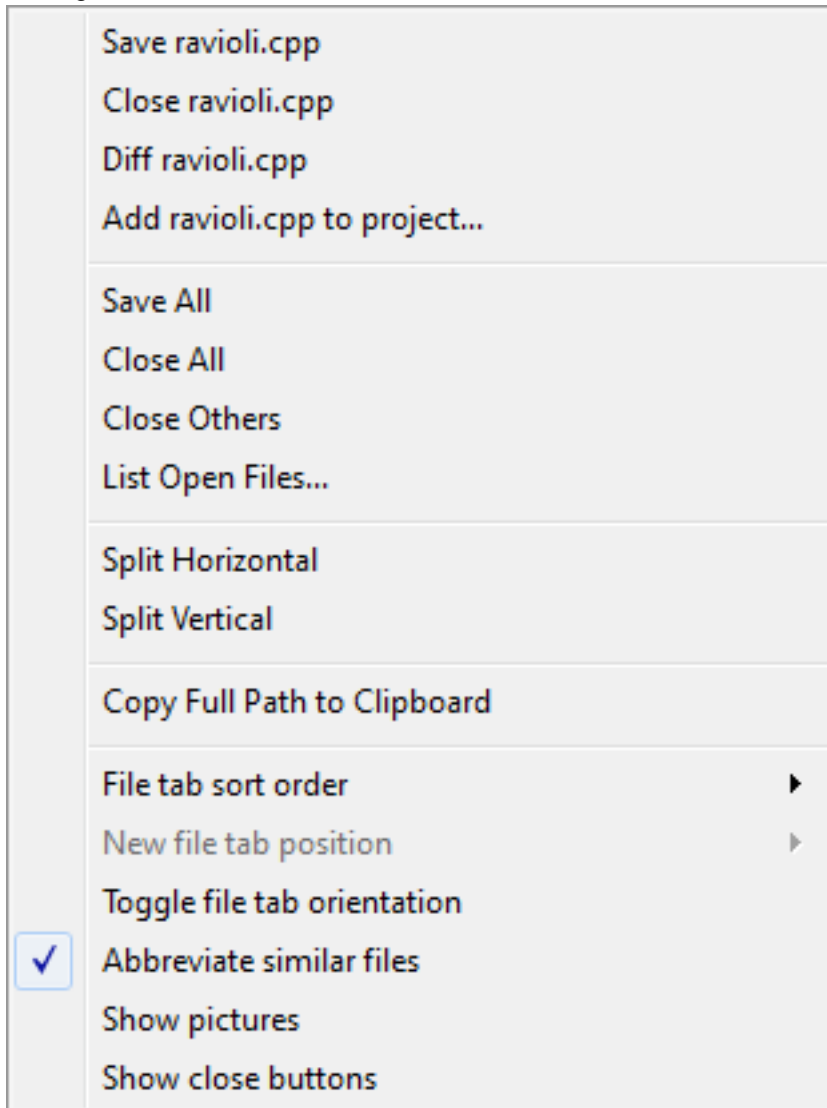 Save ravioli.cpp
Close ravioli.cpp
Diff ravioli.cpp
Add ravioli.cpp to project...
Save All
Close All
Close Others
List Open Files...
Split Horizontal
Split Vertical
Copy Full Path to Clipboard
File tab sort order
New file tab position
Toggle file tab orientation
Abbreviate similar files
Show pictures
Show close buttons